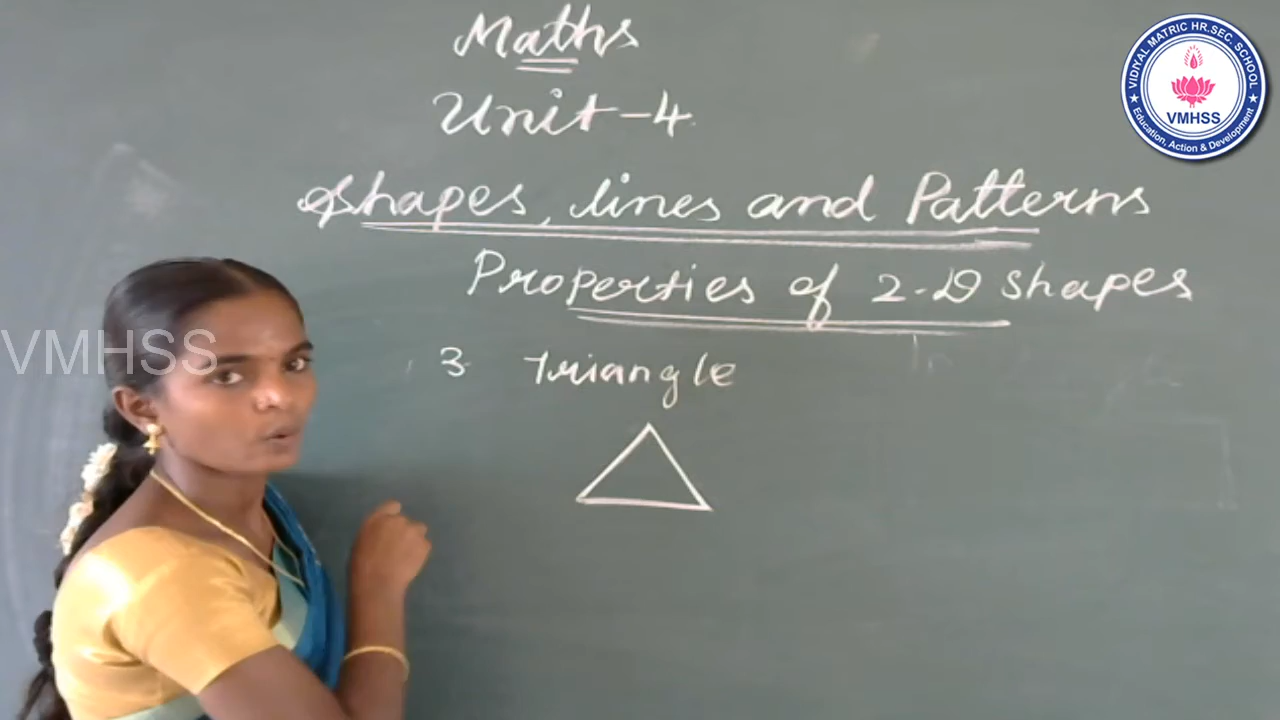 Maths
Unit-4
Shapes, lines and Patterns
Properties of 2-D shapes
3 Triangle
VMHSS
VIDIYAL MATRIC HR.SEC. SCHOOL
VMHSS
Education, Action & Development